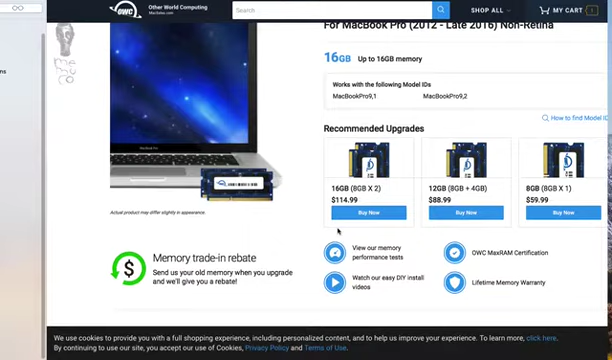 OWC
Other World Computing
MacSales.com
Search
SHOP ALL
MY CART
For MacBook Pro (2012 - Late 2016) Non-Retina
16GB Up to 16GB memory
Works with the following Model IDs
MacBookPro9,1 MacBookPro9,2
How to find Model ID
Recommended Upgrades
16GB (8GB X 2)
$114.99
Buy Now
12GB (8GB + 4GB)
$88.99
Buy Now
8GB (8GB X 1)
$59.99
Buy Now
MacBook Pro
Actual product may differ slightly in appearance.
Memory trade-in rebate
Send us your old memory when you upgrade
and we'll give you a rebate!
View our memory
performance tests
OWC MaxRAM Certification
Watch our easy DIY install
videos
Lifetime Memory Warranty
We use cookies to provide you with a full shopping experience, including personalized content, and to help us improve your experience. To learn more, click here.
By continuing to use our site, you accept our use of Cookies, Privacy Policy and Terms of Use.